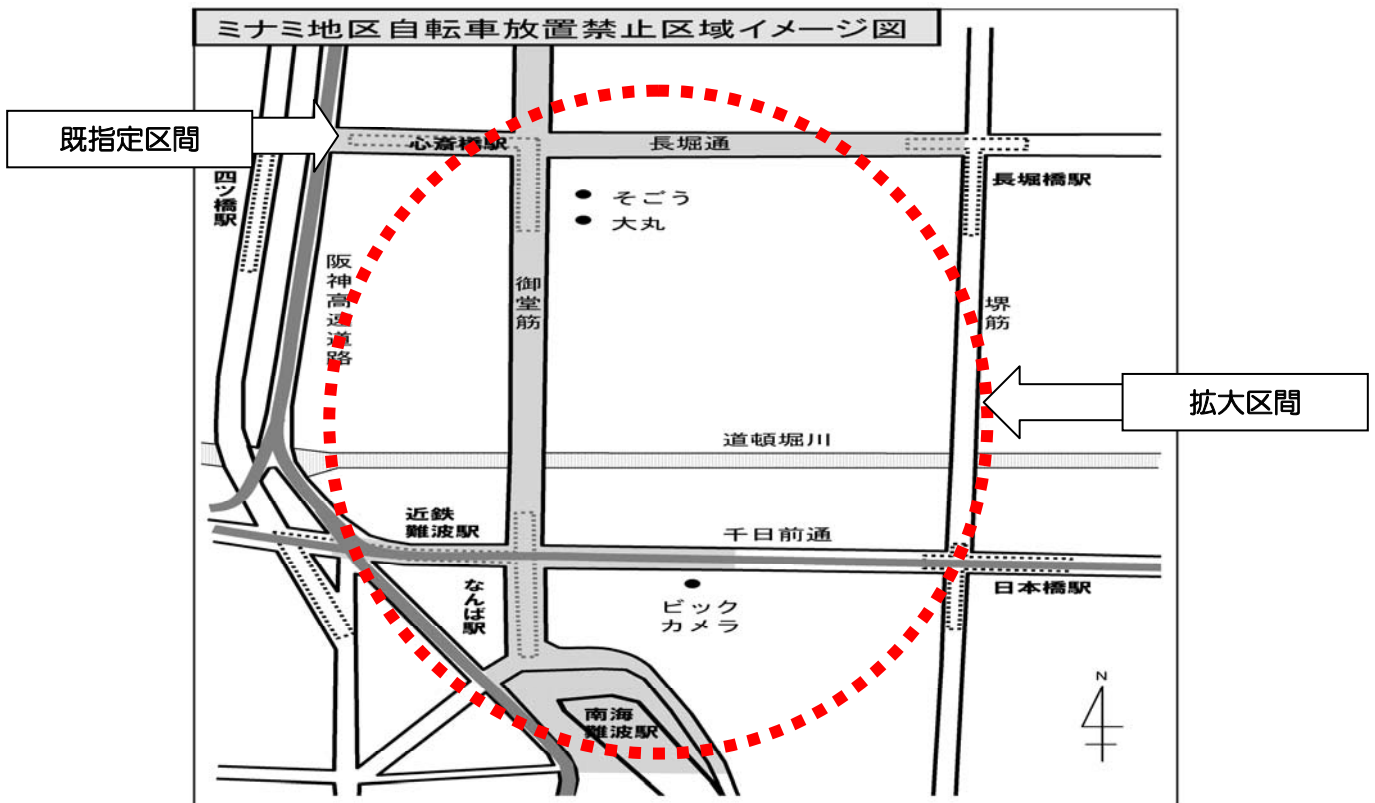 ミナミ地区自転車放置禁止区域イメージ図
既指定区間
心斎橋駅
長堀通
四ツ橋駅
長堀橋駅
そごう
大丸
阪神高速道路
御堂筋
堺筋
拡大区間
道頓堀川
近鉄
難波駅
千日前通
なんば駅
ビック
カメラ
日本橋駅
N
南海
難波駅